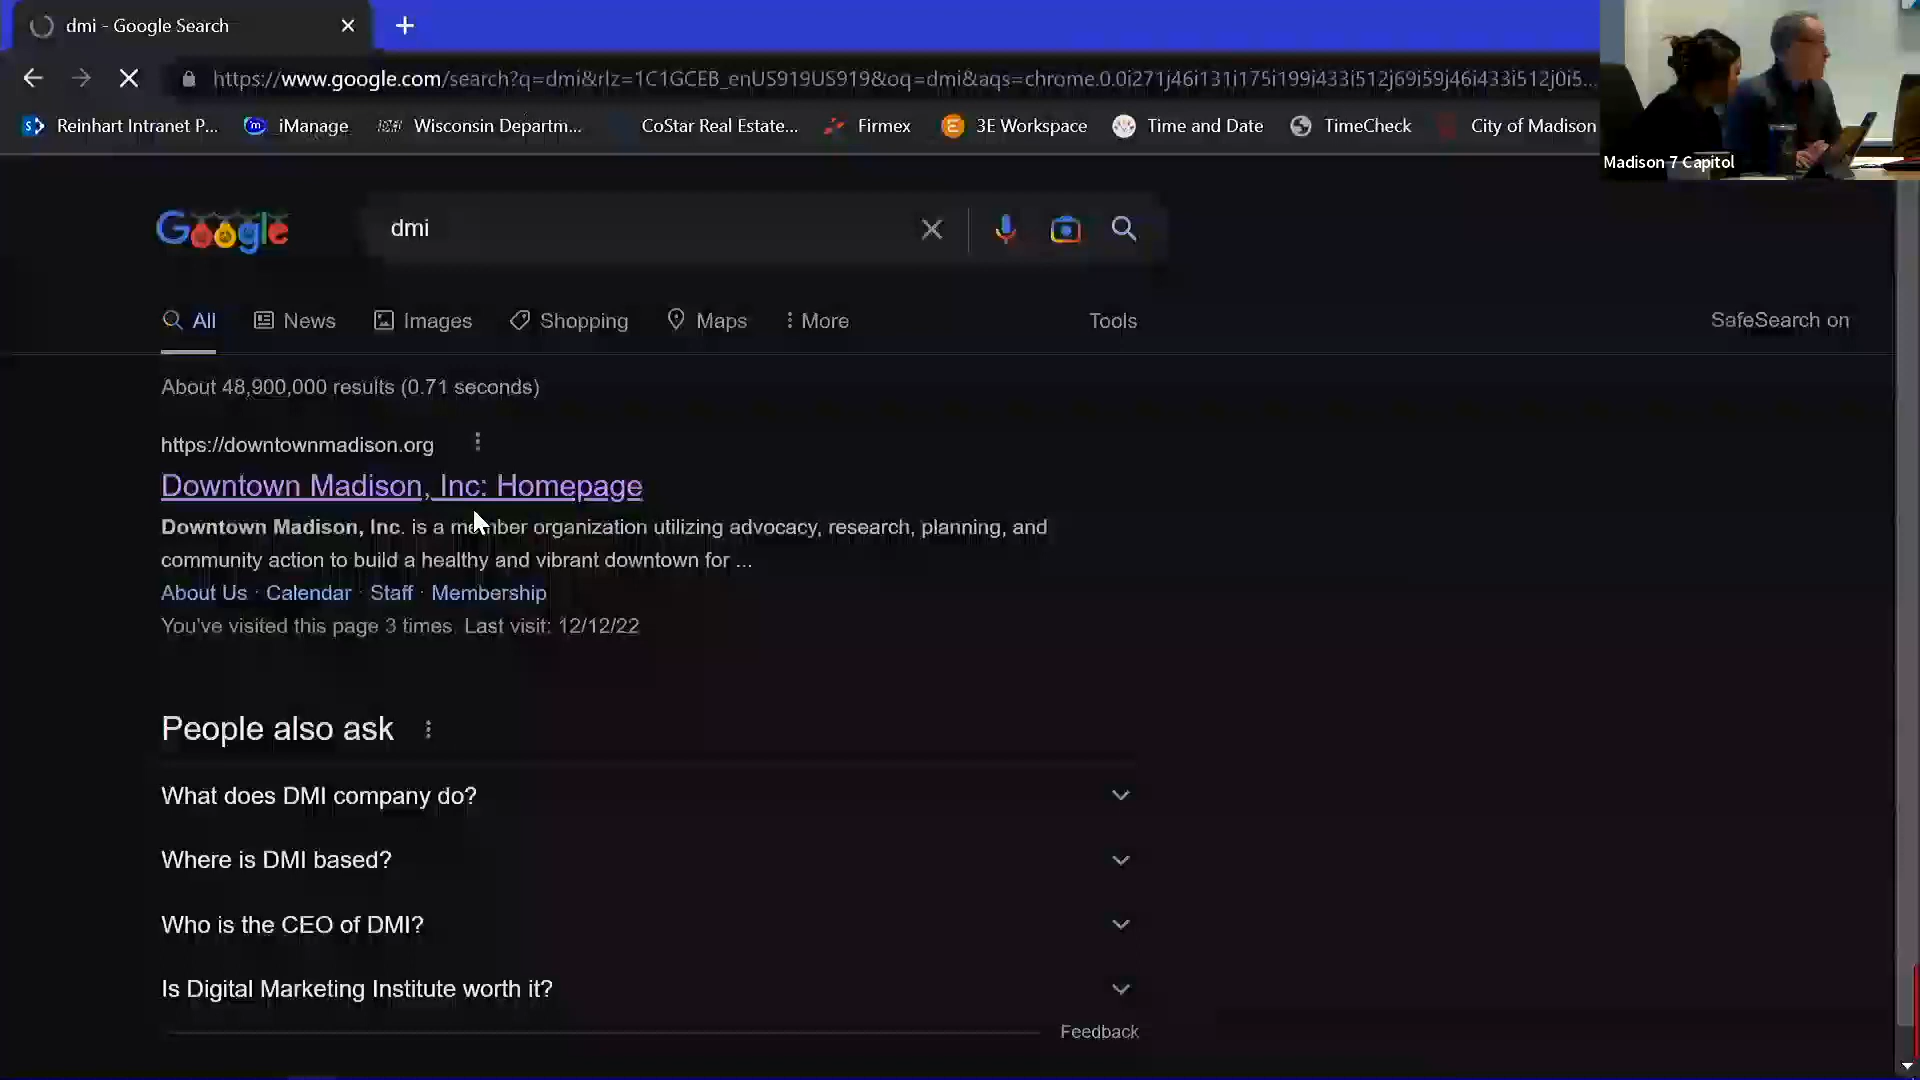 dmi - Google Search
https://www.google.com/search?q=dmi&rlz=1C1GCEB_enUS919US919&oq=dmi&aqs=chrome.0.0i271j46i131i175i199i433i512j69i59j46i433i512j0i5...
Reinhart Intranet P... iManage Wisconsin Departm... CoStar Real Estate... Firmex 3E Workspace Time and Date TimeCheck City of Madison
Madison 7 Capitol
Google dmi
All News Images Shopping Maps More Tools SafeSearch on
About 48,900,000 results (0.71 seconds)
https://downtownmadison.org
Downtown Madison, Inc: Homepage
Downtown Madison, Inc. is a member organization utilizing advocacy, research, planning, and
community action to build a healthy and vibrant downtown for ...
About Us · Calendar · Staff · Membership
You've visited this page 3 times. Last visit: 12/12/22
People also ask
What does DMI company do?
Where is DMI based?
Who is the CEO of DMI?
Is Digital Marketing Institute worth it?
Feedback